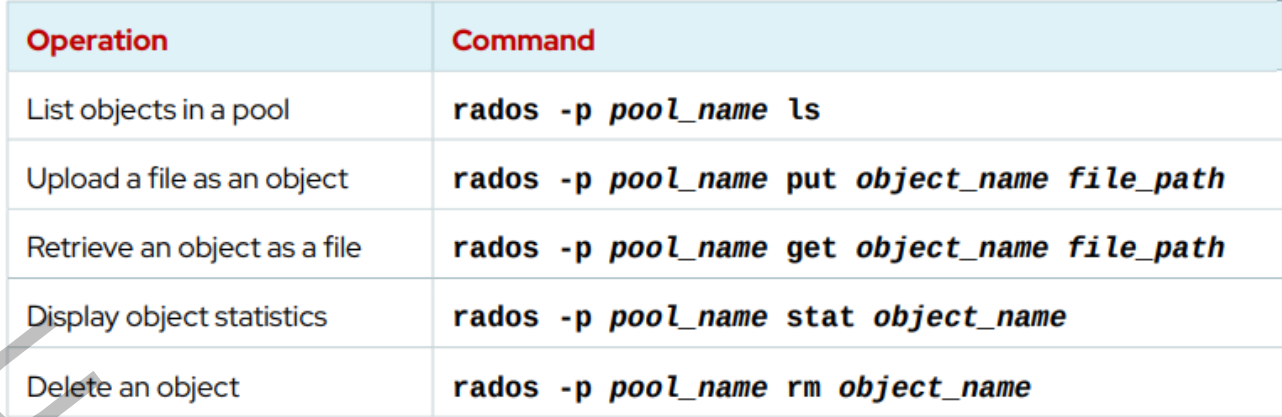 Operation Command
List objects in a pool rados -p pool_name ls
Upload a file as an object rados -p pool_name put object_name file_path
Retrieve an object as a file rados -p pool_name get object_name file_path
Display object statistics rados -p pool_name stat object_name
Delete an object rados -p pool_name rm object_name